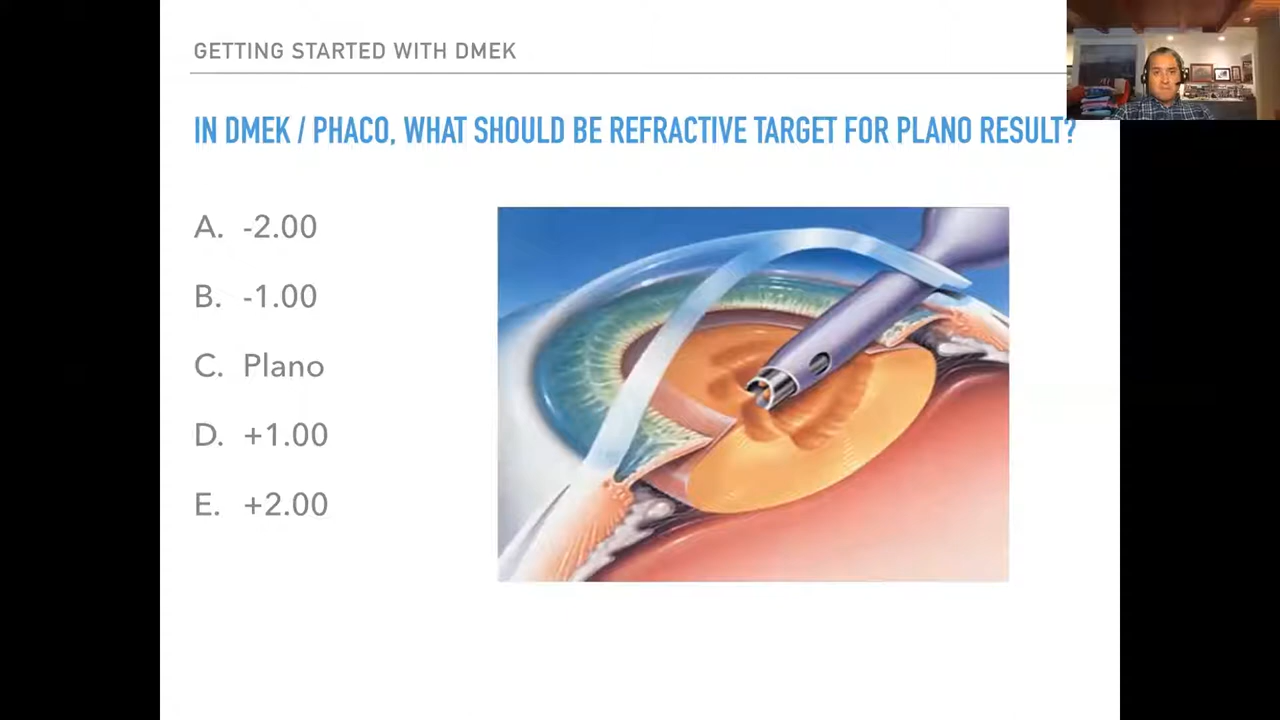 GETTING STARTED WITH DMEK
IN DMEK / PHACO, WHAT SHOULD BE REFRACTIVE TARGET FOR PLANO RESULT?
A. -2.00
B. -1.00
C. Plano
D. +1.00
E. +2.00